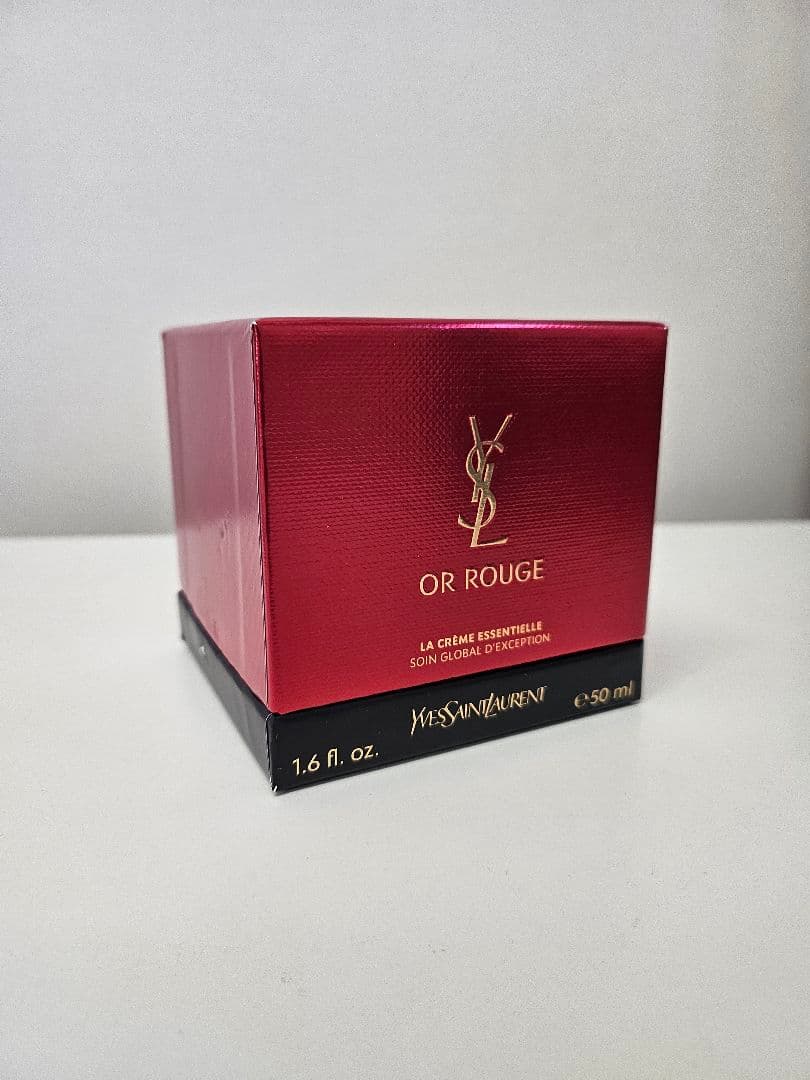 YSL
OR ROUGE
LA CRÈME ESSENTIELLE
SOIN GLOBAL D'EXCEPTION
YVESSAINTLAURENT
1.6 fl. oz.
℮50 ml